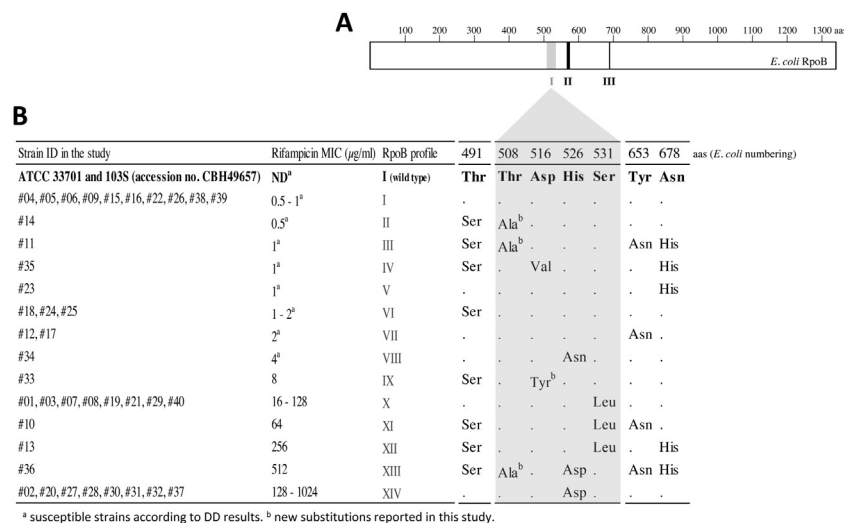 A
100 200 300 400 500 600 700 800 900 1000 1100 1200 1300 aas
E. coli RpoB
I II III
B
Strain ID in the study Rifampicin MIC (µg/ml) RpoB profile 491 508 516 526 531 653 678 aas (E. coli numbering)
ATCC 33701 and 103S (accession no. CBH49657) NDᵃ I (wild type) Thr Thr Asp His Ser Tyr Asn
#04, #05, #06, #09, #15, #16, #22, #26, #38, #39 0.5 - 1ᵃ I . . . . . . .
#14 0.5ᵃ II Ser Alaᵇ . . . . .
#11 1ᵃ III Ser Alaᵇ . . . Asn His
#35 1ᵃ IV Ser . Val . . . His
#23 1ᵃ V . . . . . . His
#18, #24, #25 1 - 2ᵃ VI Ser . . . . . .
#12, #17 2ᵃ VII . . . . . Asn .
#34 4ᵃ VIII . . . Asn . . .
#33 8 IX Ser . Tyrᵇ . . . .
#01, #03, #07, #08, #19, #21, #29, #40 16 - 128 X . . . . Leu . .
#10 64 XI Ser . . . Leu Asn .
#13 256 XII Ser . . . Leu . His
#36 512 XIII Ser Alaᵇ . Asp . Asn His
#02, #20, #27, #28, #30, #31, #32, #37 128 - 1024 XIV . . . Asp . . .
ᵃ susceptible strains according to DD results. ᵇ new substitutions reported in this study.